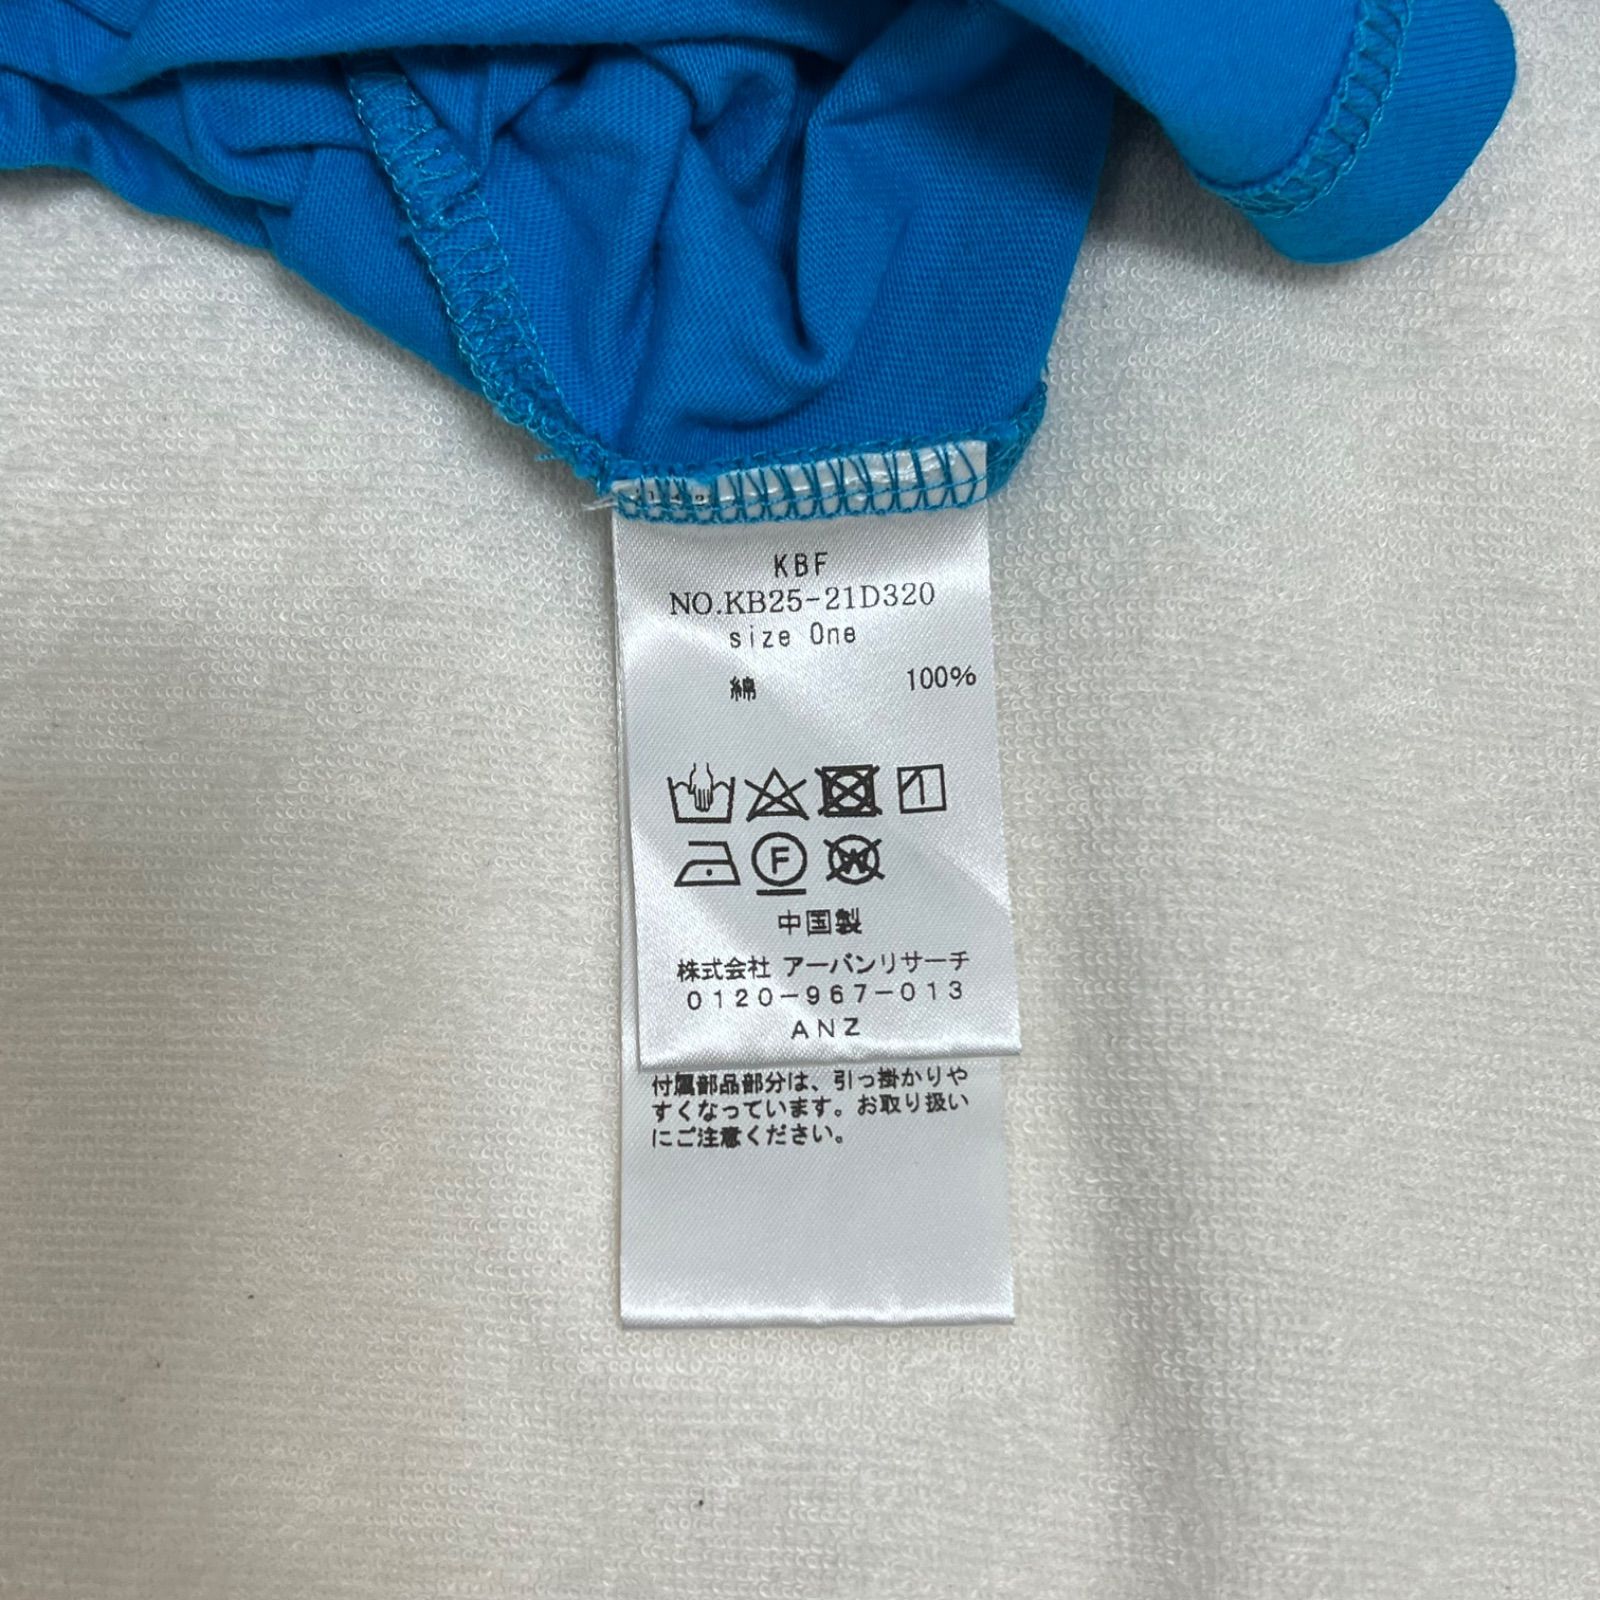 KBF
NO.KB25-21D320
size One
綿 100%
F
W
中国製
株式会社 アーバンリサーチ
0120-967-013
ANZ
付属部品部分は、引っ掛かりや
すくなっています。お取り扱い
にご注意ください。